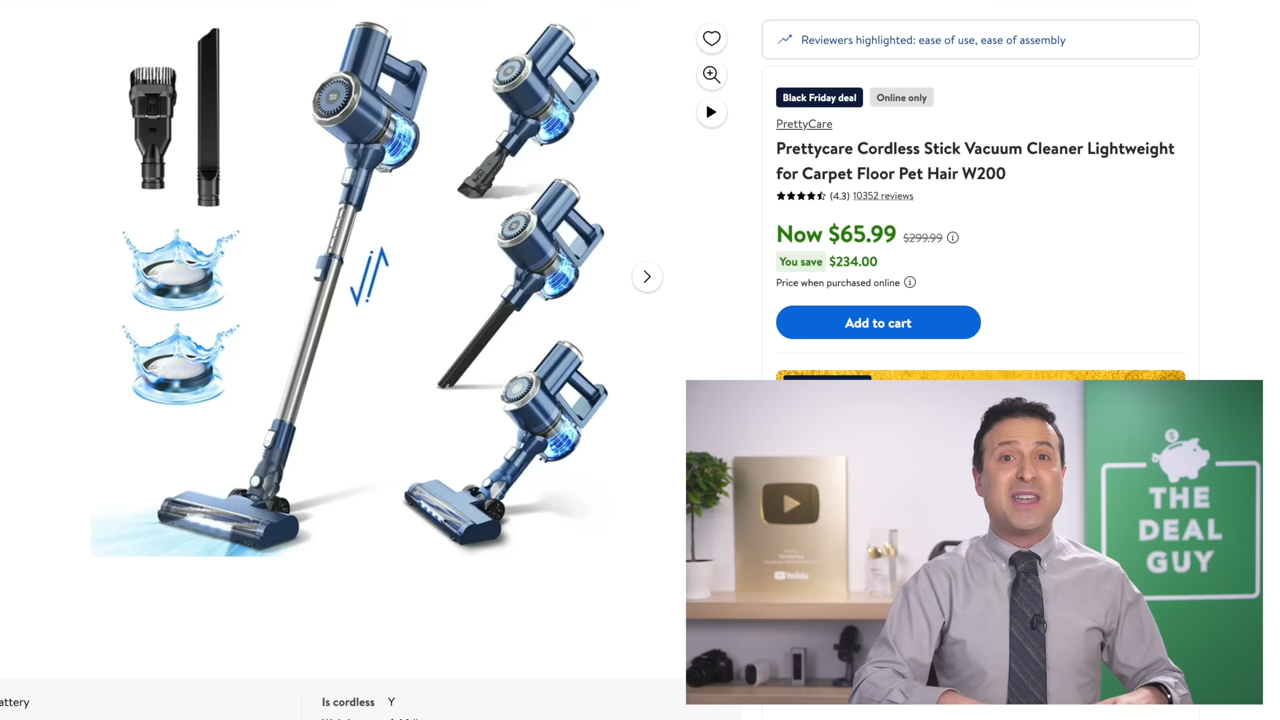 Reviewers highlighted: ease of use, ease of assembly
Black Friday deal
Online only
PrettyCare
Prettycare Cordless Stick Vacuum Cleaner Lightweight
for Carpet Floor Pet Hair W200
(4.3) 10352 reviews
Now $65.99 $299.99
You save $234.00
Price when purchased online
Add to cart
THE
DEAL
GUY
YouTube
attery
Is cordless Y